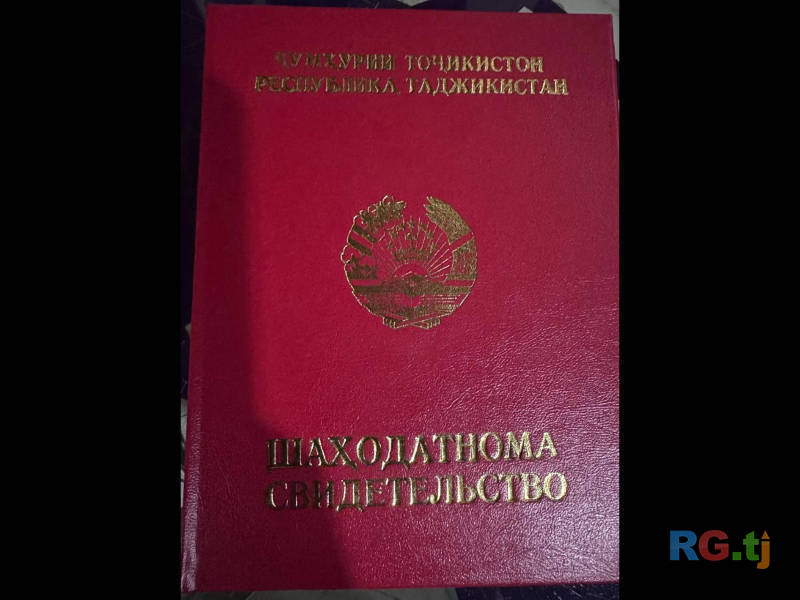 ҶУМҲУРИИ ТОҶИКИСТОН
РЕСПУБЛИКА ТАДЖИКИСТАН
ШАҲОДАТНОМА
СВИДЕТЕЛЬСТВО
RG.tj